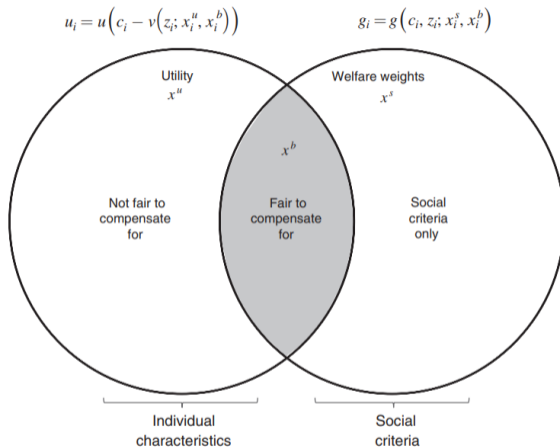 u_i = u(c_i − v(z_i; x_i^u, x_i^b))
g_i = g(c_i, z_i; x_i^s, x_i^b)
Utility
x^u
Welfare weights
x^s
x^b
Not fair to
compensate
for
Fair to
compensate
for
Social
criteria
only
Individual
characteristics
Social
criteria